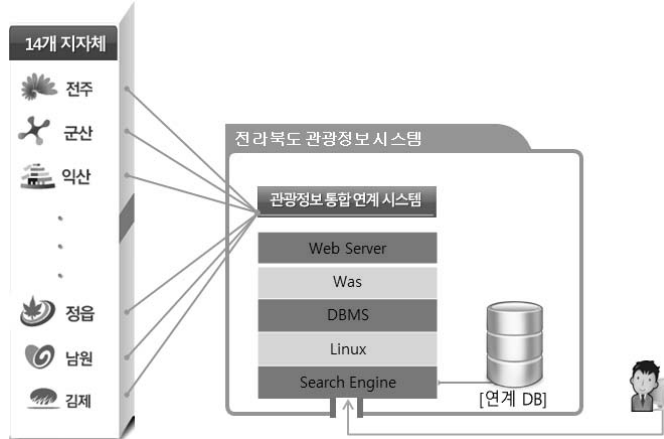 14개 지자체
전주
군산
익산
정읍
남원
김제
전라북도 관광정보 시스템
관광정보 통합 연계 시스템
Web Server
Was
DBMS
Linux
Search Engine
[연계 DB]